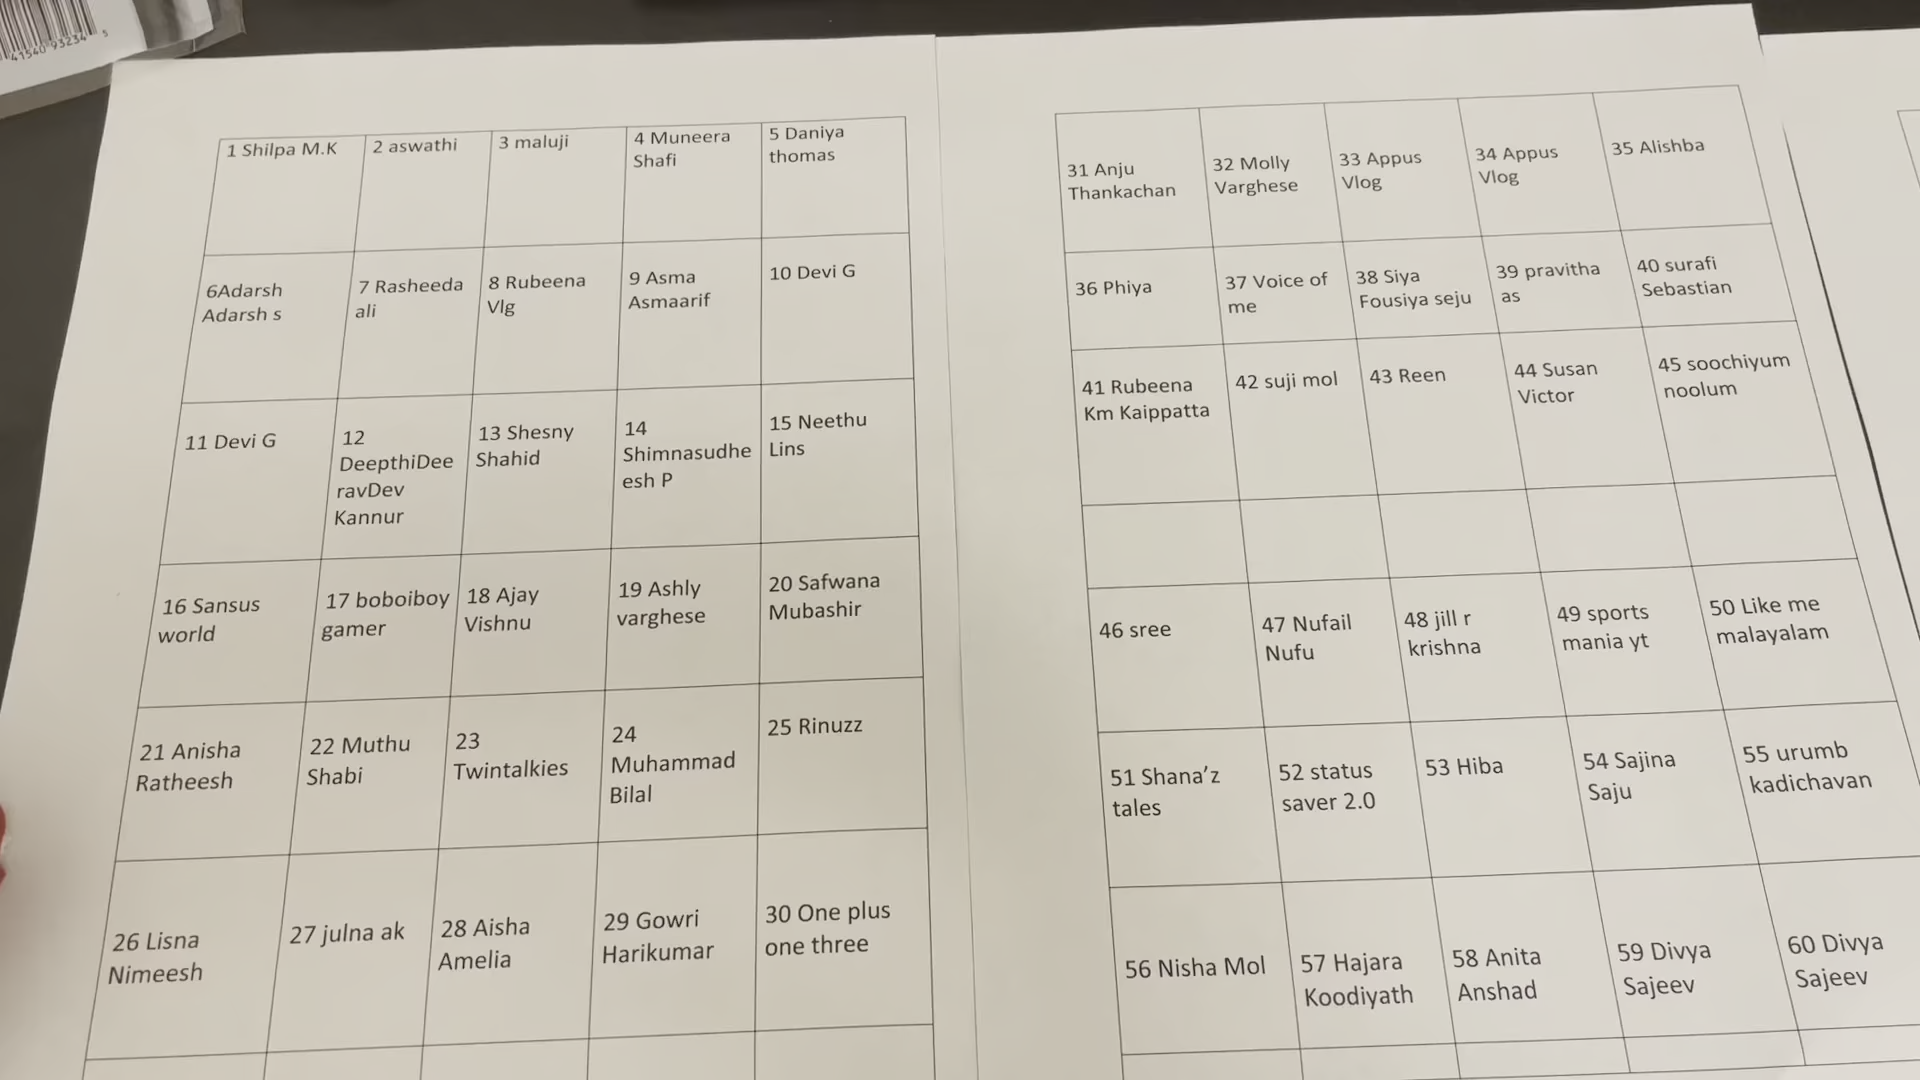 41540 93234 5
1 Shilpa M.K
2 aswathi
3 maluji
4 Muneera
Shafi
5 Daniya
thomas
6Adarsh
Adarsh s
7 Rasheeda
ali
8 Rubeena
Vlg
9 Asma
Asmaarif
10 Devi G
11 Devi G
12
DeepthiDee
ravDev
Kannur
13 Shesny
Shahid
14
Shimnasudhe
esh P
15 Neethu
Lins
16 Sansus
world
17 boboiboy
gamer
18 Ajay
Vishnu
19 Ashly
varghese
20 Safwana
Mubashir
21 Anisha
Ratheesh
22 Muthu
Shabi
23
Twintalkies
24
Muhammad
Bilal
25 Rinuzz
26 Lisna
Nimeesh
27 julna ak
28 Aisha
Amelia
29 Gowri
Harikumar
30 One plus
one three
31 Anju
Thankachan
32 Molly
Varghese
33 Appus
Vlog
34 Appus
Vlog
35 Alishba
36 Phiya
37 Voice of
me
38 Siya
Fousiya seju
39 pravitha
as
40 surafi
Sebastian
41 Rubeena
Km Kaippatta
42 suji mol
43 Reen
44 Susan
Victor
45 soochiyum
noolum
46 sree
47 Nufail
Nufu
48 jill r
krishna
49 sports
mania yt
50 Like me
malayalam
51 Shana’z
tales
52 status
saver 2.0
53 Hiba
54 Sajina
Saju
55 urumb
kadichavan
56 Nisha Mol
57 Hajara
Koodiyath
58 Anita
Anshad
59 Divya
Sajeev
60 Divya
Sajeev